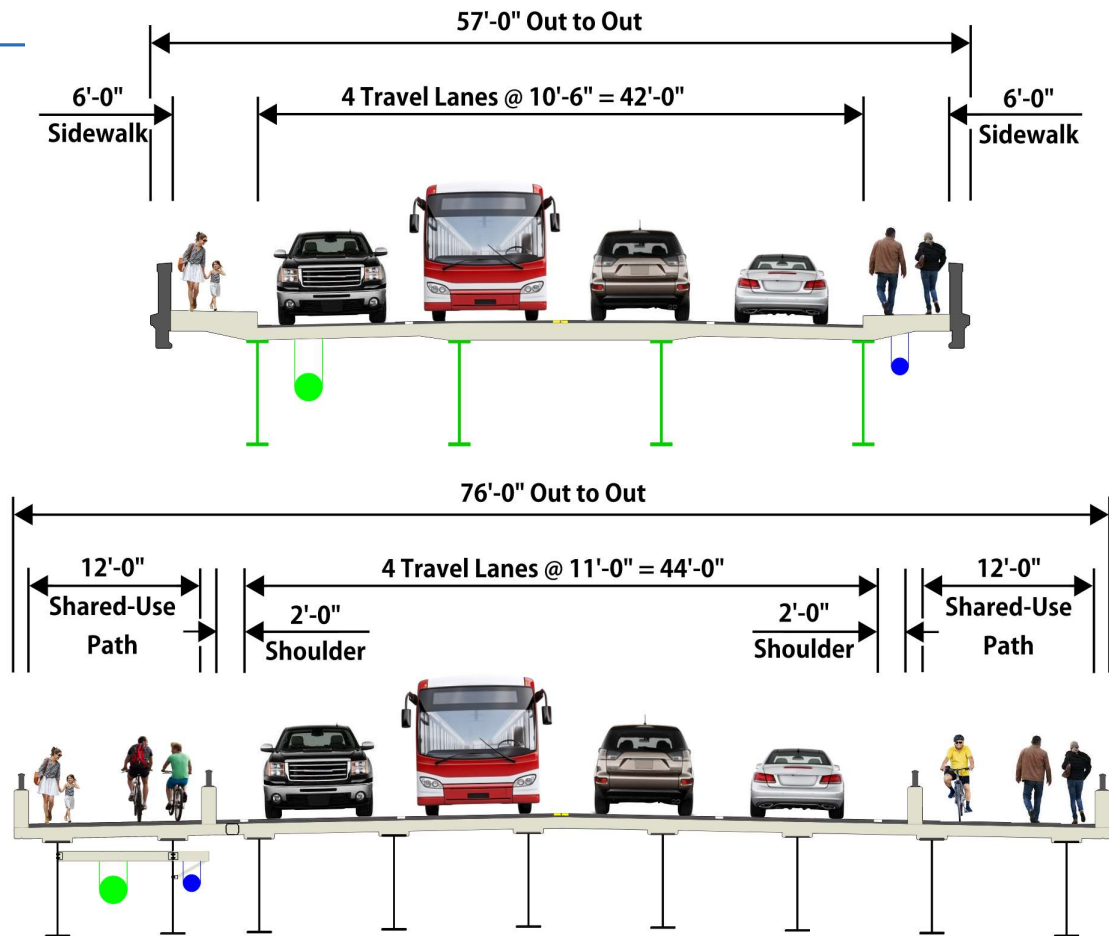 57'-0" Out to Out
6'-0"
Sidewalk
4 Travel Lanes @ 10'-6" = 42'-0"
6'-0"
Sidewalk
76'-0" Out to Out
12'-0"
Shared-Use
Path
4 Travel Lanes @ 11'-0" = 44'-0"
2'-0"
Shoulder
2'-0"
Shoulder
12'-0"
Shared-Use
Path